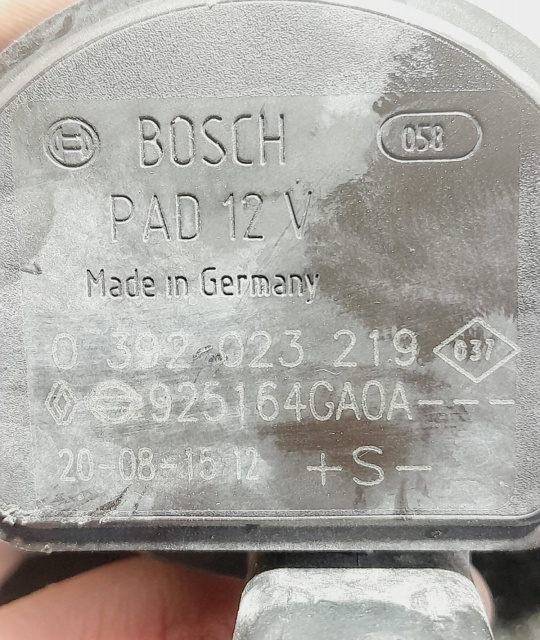 BOSCH 058
PAD 12 V
Made in Germany
0 392 023 219 037
925164GA0A---
20-08-15 12 +S-